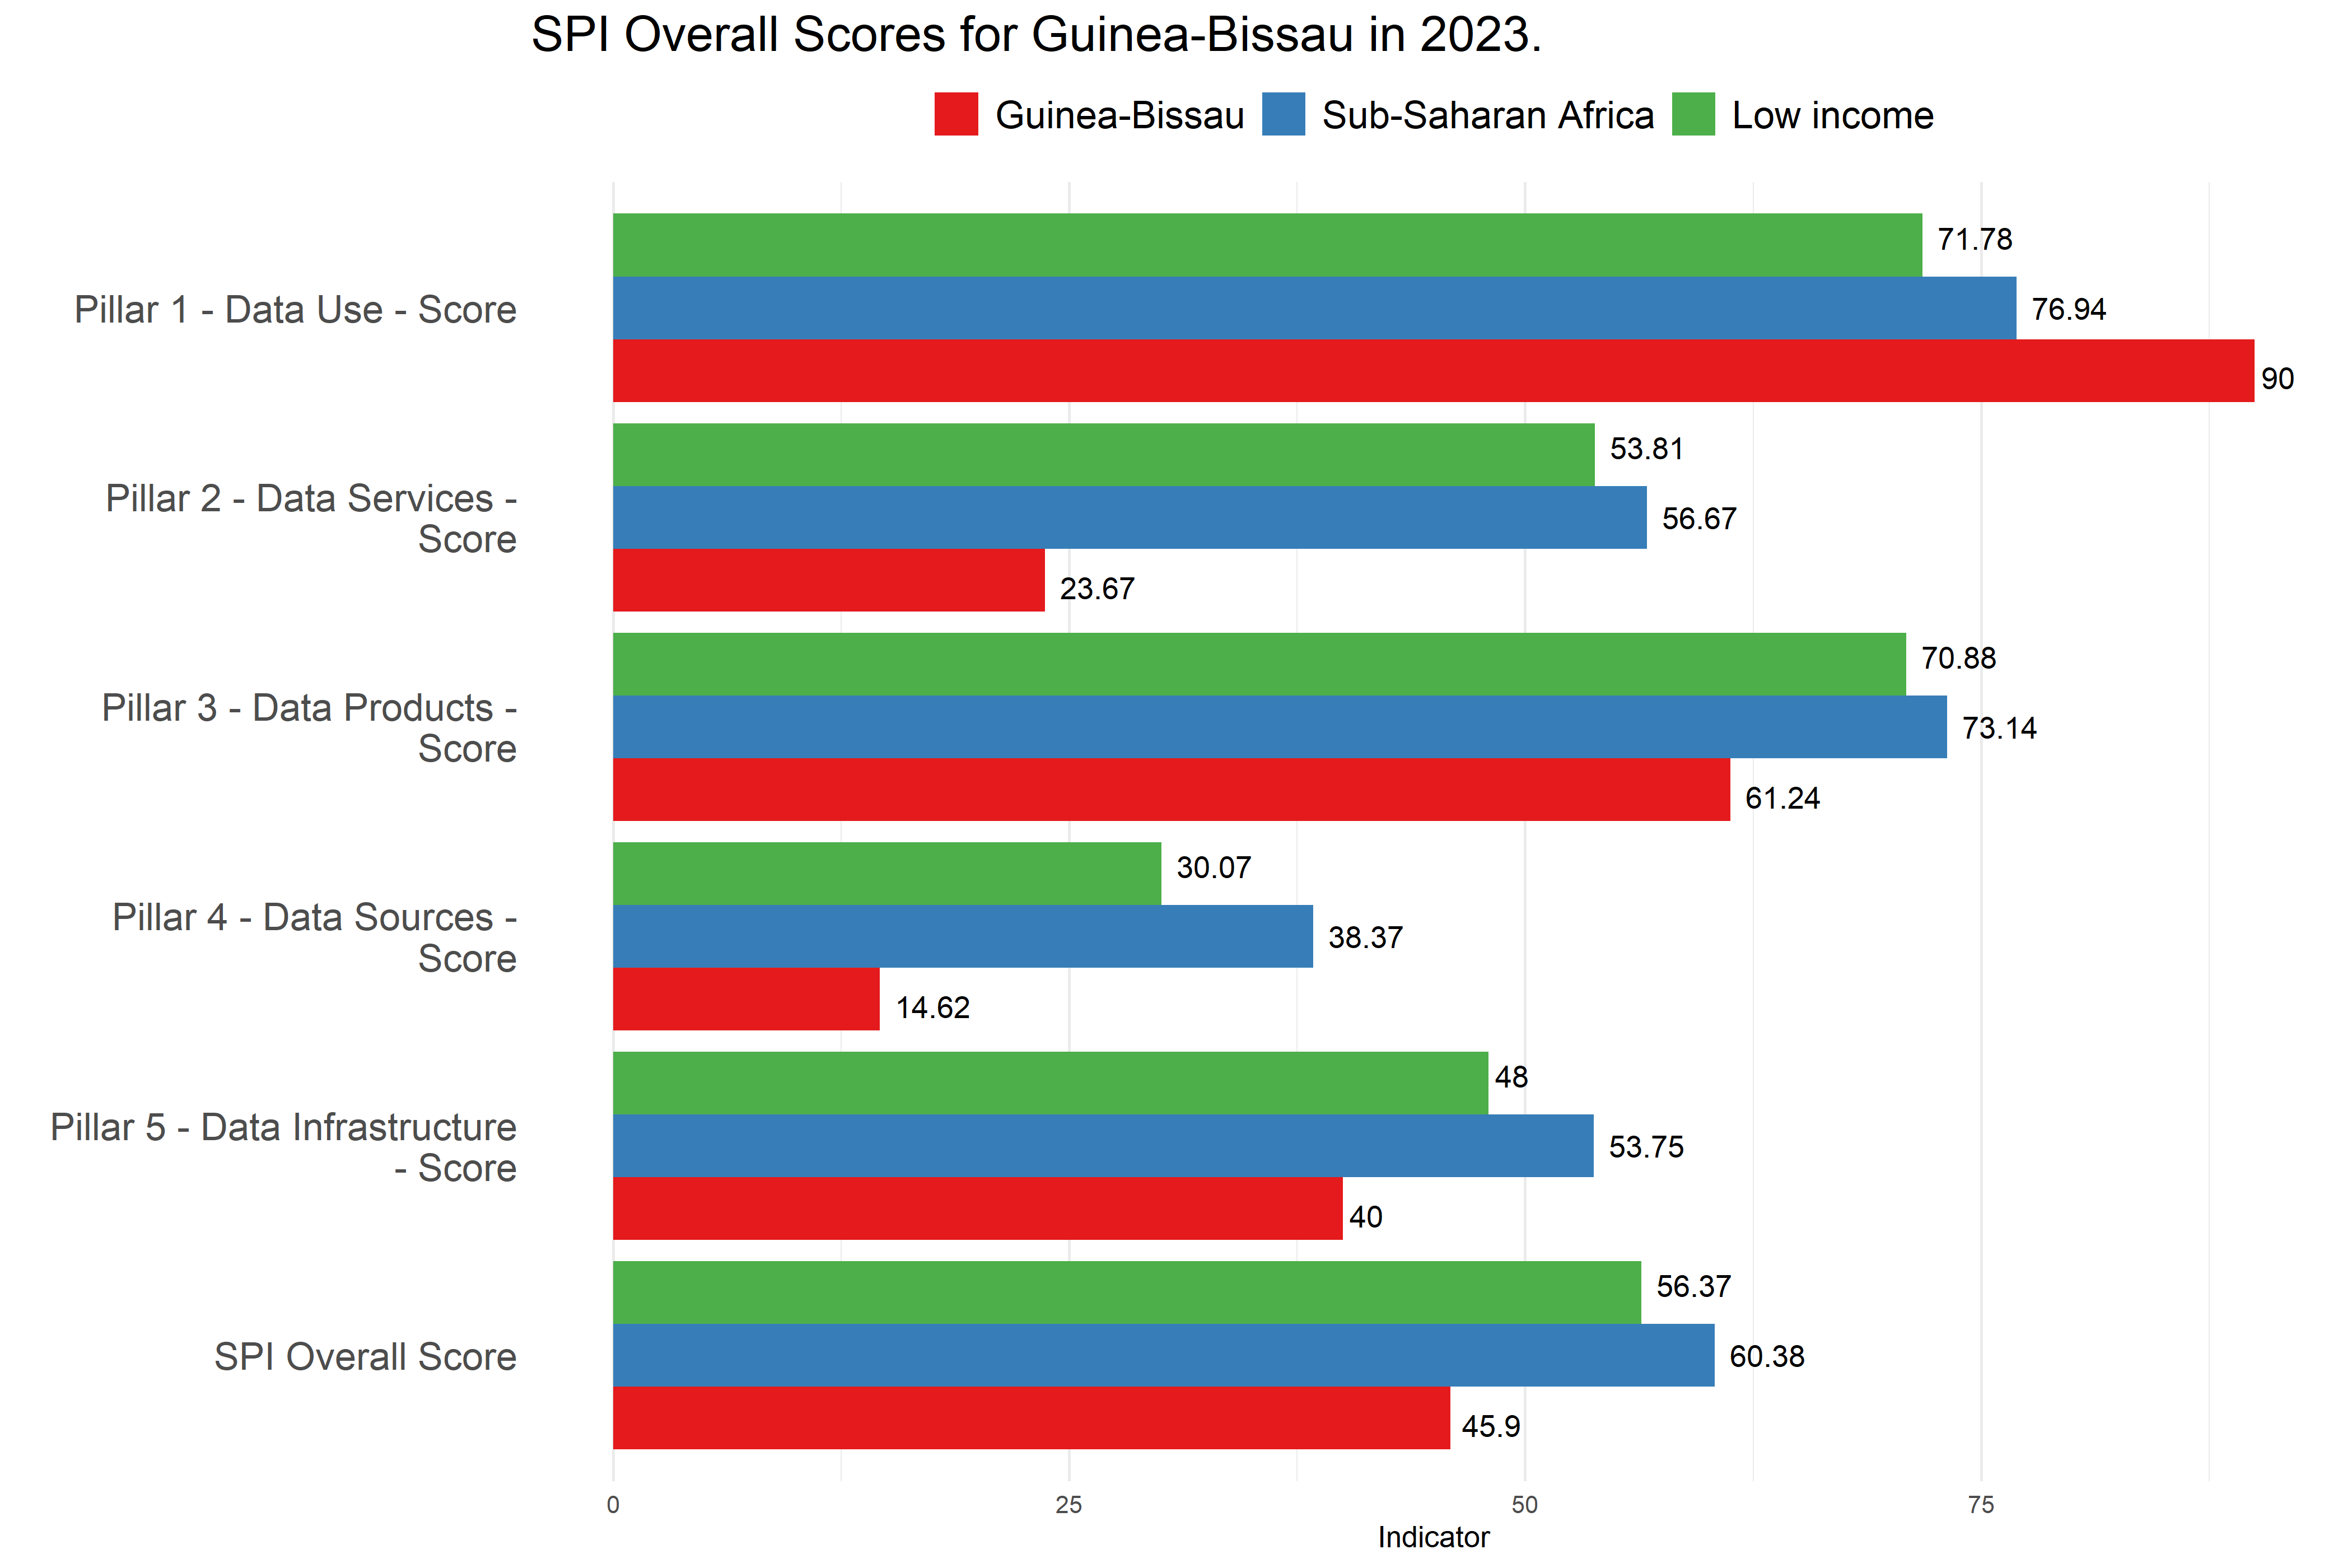 SPI Overall Scores for Guinea-Bissau in 2023.
Guinea-Bissau Sub-Saharan Africa Low income
71.78
Pillar 1 - Data Use - Score
76.94
90
53.81
Pillar 2 - Data Services -
Score
56.67
23.67
70.88
Pillar 3 - Data Products -
Score
73.14
61.24
30.07
Pillar 4 - Data Sources -
Score
38.37
14.62
48
Pillar 5 - Data Infrastructure
- Score
53.75
40
56.37
SPI Overall Score
60.38
45.9
0 25 50 75
Indicator